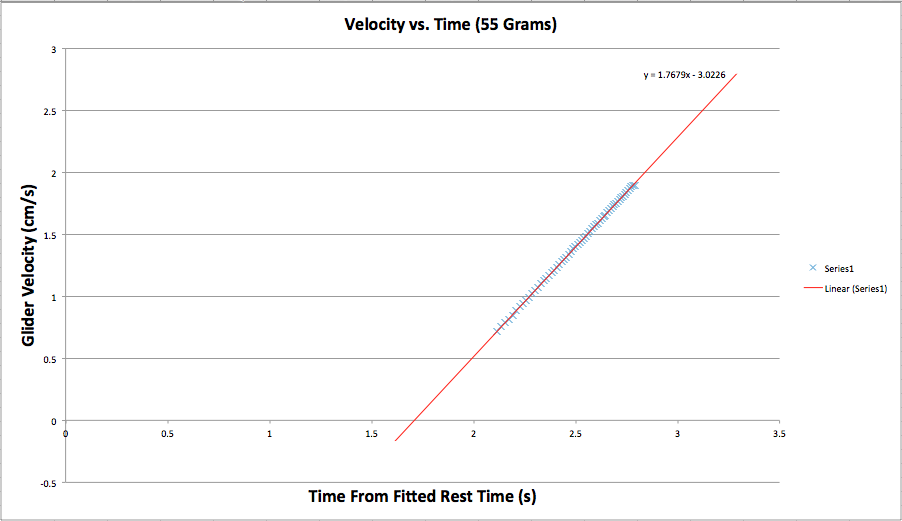 Velocity vs. Time (55 Grams)
3
y = 1.7679x - 3.0226
2.5
2
1.5
1
0.5
0
-0.5
Glider Velocity (cm/s)
0 0.5 1 1.5 2 2.5 3 3.5
Time From Fitted Rest Time (s)
Series1
Linear (Series1)